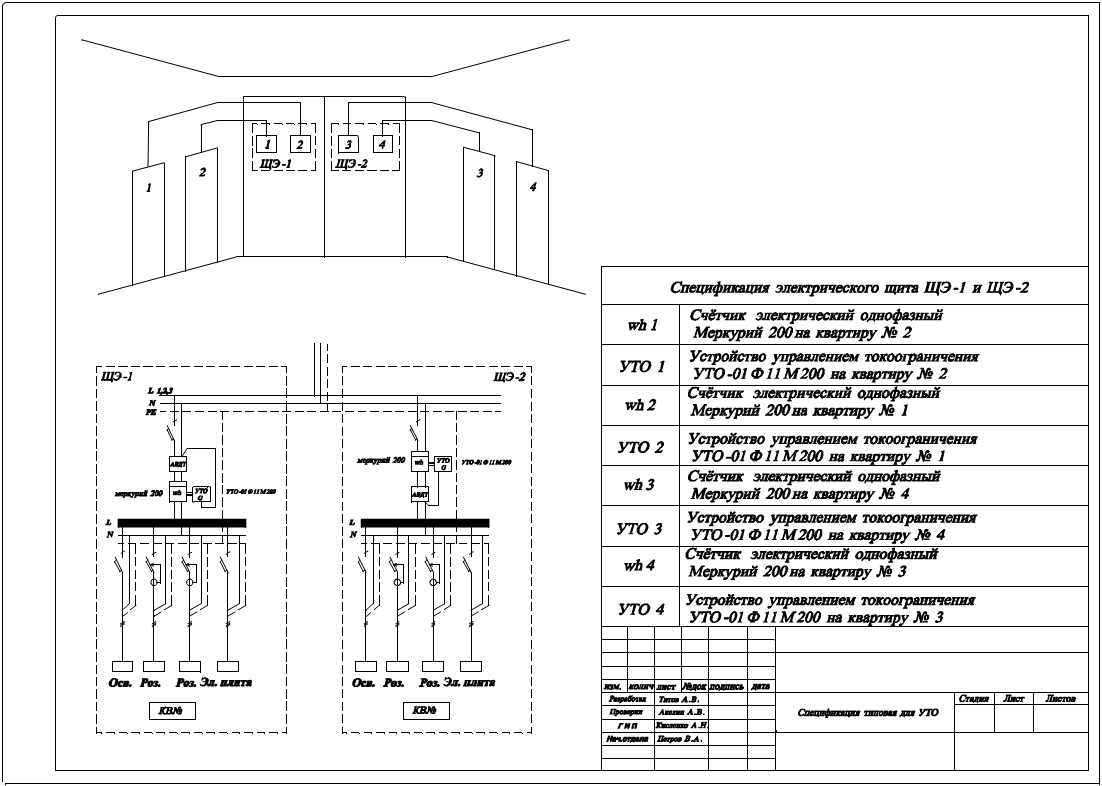 1 2 3 4
ЩЭ-1 ЩЭ-2
1 2 3 4
ЩЭ-1 ЩЭ-2
L 1,2,3
N
PE
АВДТ
меркурий 200 wh УТО G УТО-01 Ф 11 М 200
меркурий 200 wh УТО G УТО-01 Ф 11 М 200
АВДТ
L
N
L
N
Осв. Роз. Роз. Эл. плита
Осв. Роз. Роз. Эл. плита
КВ№
КВ№
Спецификация электрического щита ЩЭ-1 и ЩЭ-2
wh 1 Счётчик электрический однофазный
Меркурий 200 на квартиру № 2
УТО 1 Устройство управлением токоограничения
УТО-01 Ф 11 М 200 на квартиру № 2
wh 2 Счётчик электрический однофазный
Меркурий 200 на квартиру № 1
УТО 2 Устройство управлением токоограничения
УТО-01 Ф 11 М 200 на квартиру № 1
wh 3 Счётчик электрический однофазный
Меркурий 200 на квартиру № 4
УТО 3 Устройство управлением токоограничения
УТО-01 Ф 11 М 200 на квартиру № 4
wh 4 Счётчик электрический однофазный
Меркурий 200 на квартиру № 3
УТО 4 Устройство управлением токоограничения
УТО-01 Ф 11 М 200 на квартиру № 3
изм. колич лист №док подпись дата
Разработал Титов А.В.
Проверил А.В.
ГИП А.Н.
Нач.отдела Петров В.А.
Спецификация типовая для УТО
Стадия Лист Листов